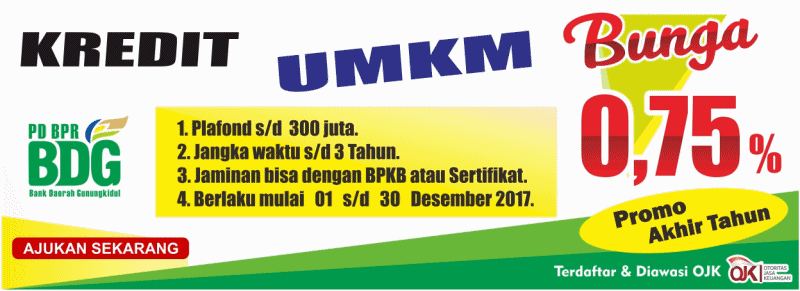 KREDIT UMKM
Bunga
0,75%
PD BPR
BDG
Bank Daerah Gunungkidul
1. Plafond s/d 300 juta.
2. Jangka waktu s/d 3 Tahun.
3. Jaminan bisa dengan BPKB atau Sertifikat.
4. Berlaku mulai 01 s/d 30 Desember 2017.
Promo
Akhir Tahun
AJUKAN SEKARANG
Terdaftar & Diawasi OJK
OJK
OTORITAS
JASA
KEUANGAN